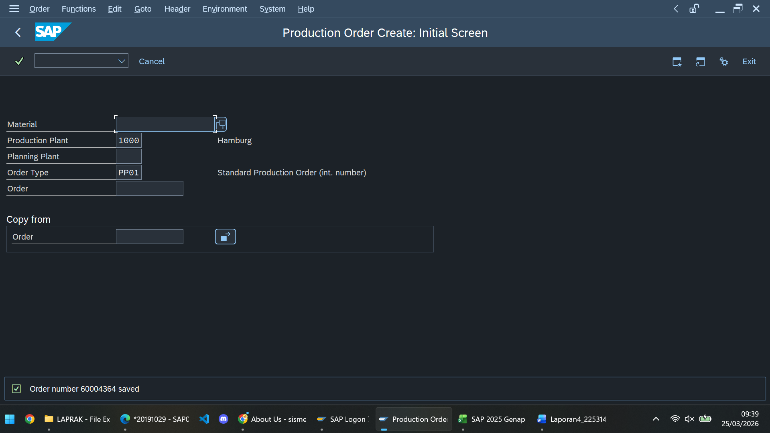 Order Functions Edit Goto Header Environment System Help
SAP Production Order Create: Initial Screen
Cancel Exit
Material
Production Plant 1000 Hamburg
Planning Plant
Order Type PP01 Standard Production Order (int. number)
Order
Copy from
Order
Order number 60004364 saved
LAPRAK - File Ex *20191029 - SAPC About Us - sisme SAP Logon Production Orde SAP 2025 Genap Laporan4_225314
09:39
25/03/2026